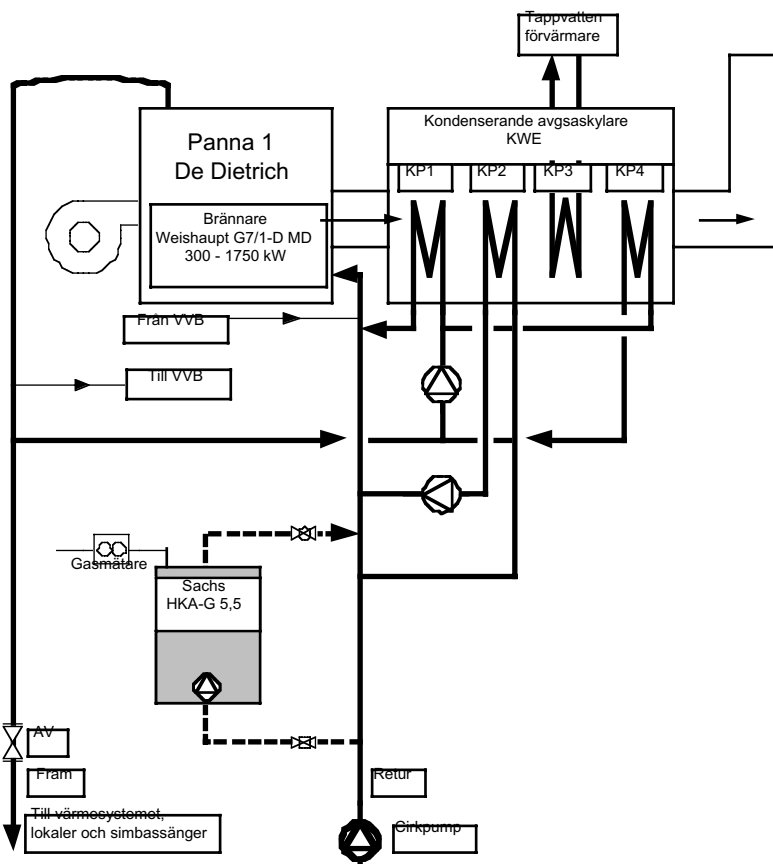 Tappvatten
förvärmare
Panna 1
De Dietrich
Kondenserande avgsaskylare
KWE
KP1
KP2
KP3
KP4
Brännare
Weishaupt G7/1-D MD
300 - 1750 kW
Från VVB
Till VVB
Gasmätare
Sachs
HKA-G 5,5
AV
Fram
Retur
Till värmesystemet,
lokaler och simbassänger
Cirkpump